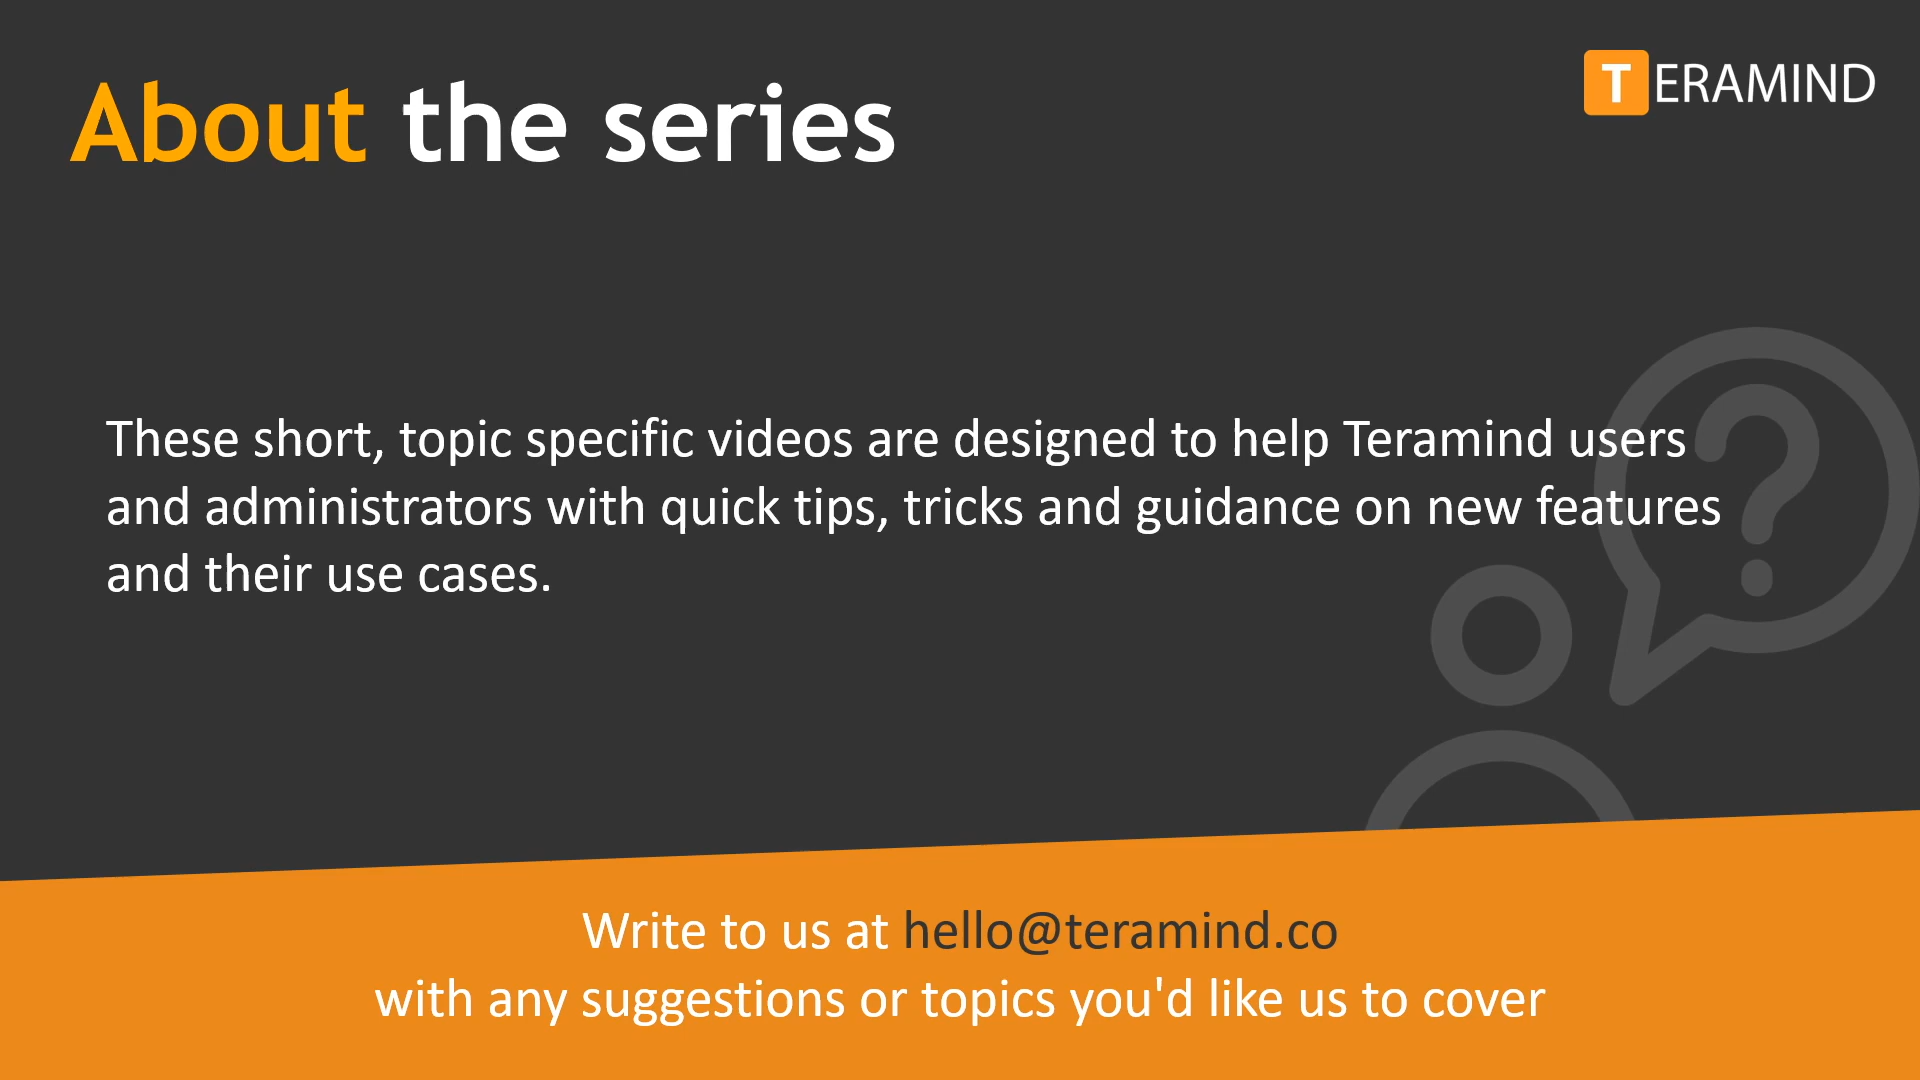 About the series
TERAMIND
These short, topic specific videos are designed to help Teramind users
and administrators with quick tips, tricks and guidance on new features
and their use cases.
Write to us at hello@teramind.co
with any suggestions or topics you'd like us to cover